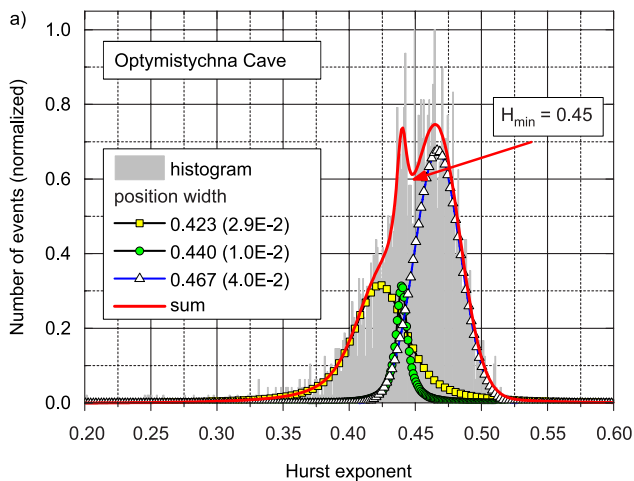 a)
1.0
0.8
0.6
0.4
0.2
0.0
Number of events (normalized)
Optymistychna Cave
H_min = 0.45
histogram
position width
0.423 (2.9E-2)
0.440 (1.0E-2)
0.467 (4.0E-2)
sum
0.20 0.25 0.30 0.35 0.40 0.45 0.50 0.55 0.60
Hurst exponent